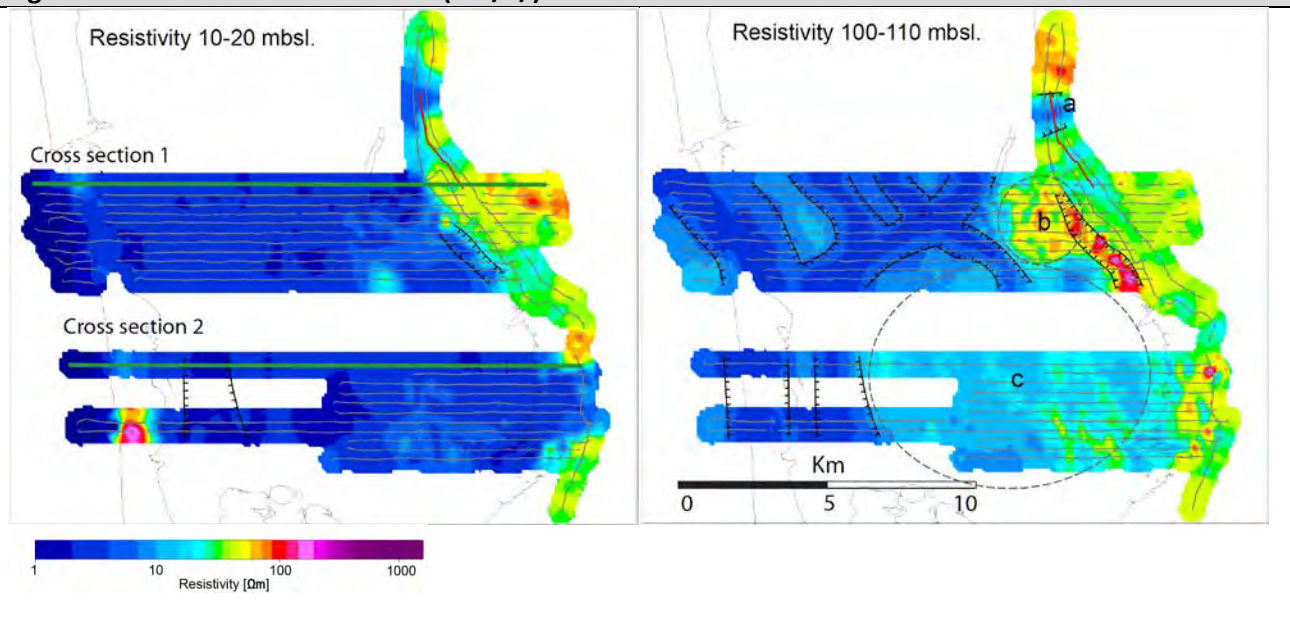 Resistivity 10-20 mbsl.
Resistivity 100-110 mbsl.
a
Cross section 1
b
Cross section 2
c
Km
0 5 10
1 10 100 1000
Resistivity [Ωm]